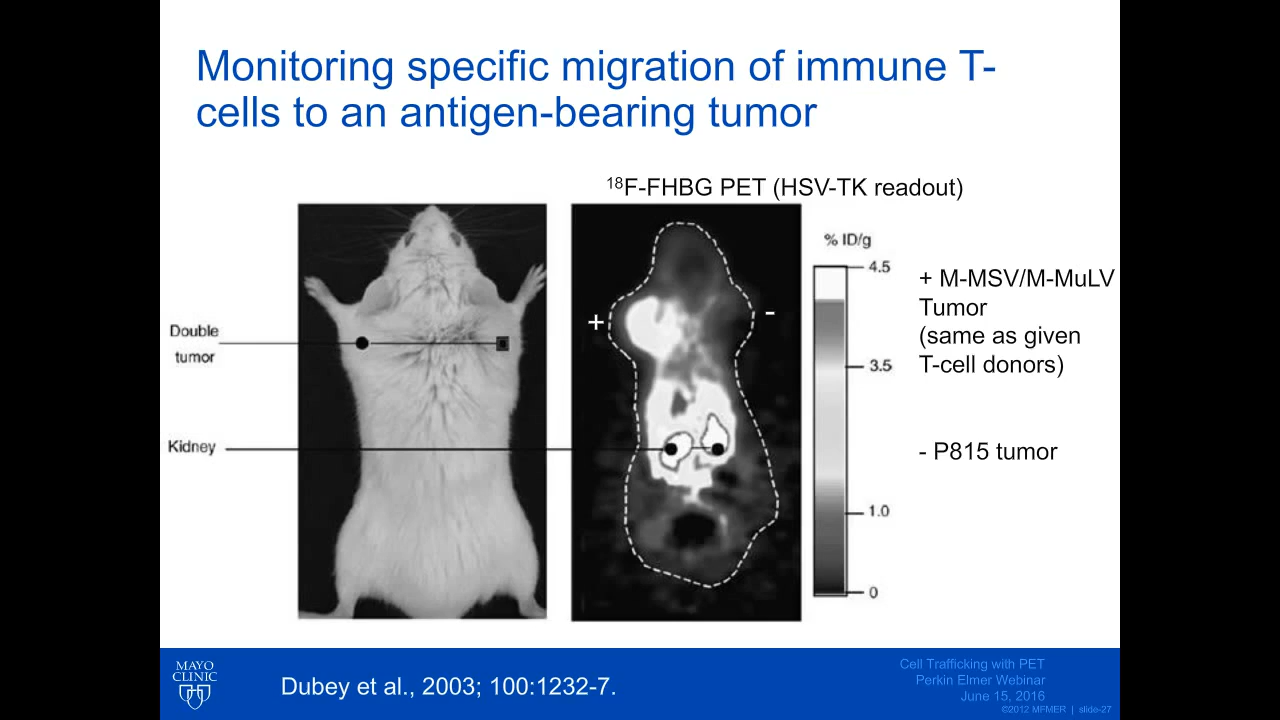 Monitoring specific migration of immune T-
cells to an antigen-bearing tumor
18F-FHBG PET (HSV-TK readout)
% ID/g
4.5
3.5
1.0
0
+ M-MSV/M-MuLV
Tumor
(same as given
T-cell donors)
- P815 tumor
Double
tumor
Kidney
+
-
MAYO
CLINIC
Dubey et al., 2003; 100:1232-7.
Cell Trafficking with PET
Perkin Elmer Webinar
June 15, 2016
©2012 MFMER | slide-27